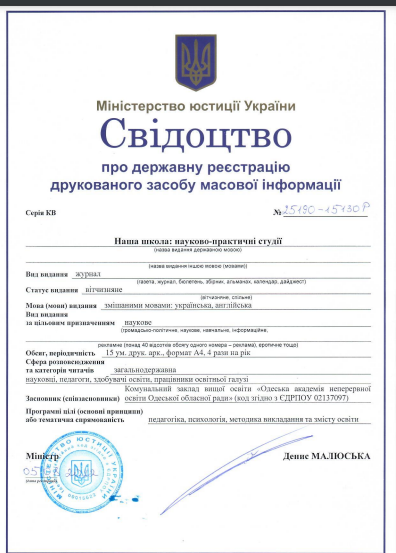 Міністерство юстиції України
Свідоцтво
про державну реєстрацію
друкованого засобу масової інформації
Серія КВ № 25190-15130Р
Наша школа: науково-практичні студії
(назва видання державною мовою)
(назва видання іншою мовою (мовами))
Вид видання журнал
(газета, журнал, бюлетень, збірник, альманах, календар, дайджест)
Статус видання вітчизняне
(вітчизняне, спільне)
Мова (мови) видання змішаними мовами: українська, англійська
Вид видання
за цільовим призначенням наукове
(громадсько-політичне, наукове, навчальне, інформаційне,
рекламне (понад 40 відсотків обсягу одного номера – реклама), еротичне тощо)
Обсяг, періодичність 15 ум. друк. арк., формат А4, 4 рази на рік
Сфера розповсюдження
та категорія читачів загальнодержавна
науковці, педагоги, здобувачі освіти, працівники освітньої галузі
Комунальний заклад вищої освіти «Одеська академія неперервної
Засновник (співзасновники) освіти Одеської обласної ради» (код згідно з ЄДРПОУ 02137097)
Програмні цілі (основні принципи)
або тематична спрямованість педагогіка, психологія, методика викладання та змісту освіти
Міністр Денис МАЛЮСЬКА